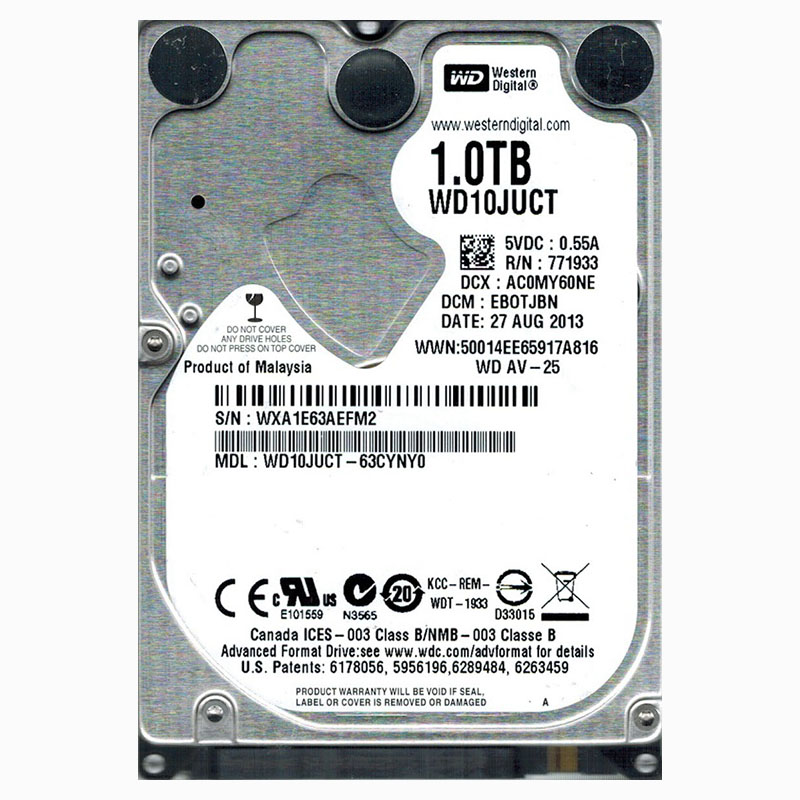 WD Western
Digital®
www.westerndigital.com
1.0TB
WD10JUCT
5VDC : 0.55A
R/N : 771933
DCX : AC0MY60NE
DCM : EBOTJBN
DATE: 27 AUG 2013
WWN:50014EE65917A816
WD AV-25
DO NOT COVER
ANY DRIVE HOLES
DO NOT PRESS ON TOP COVER
Product of Malaysia
S/N : WXA1E63AEFM2
MDL : WD10JUCT-63CYNY0
CE c RU US
E101559
N3565
20
KCC-REM-
WDT-1933
D33015
Canada ICES-003 Class B/NMB-003 Classe B
Advanced Format Drive:see www.wdc.com/advformat for details
U.S. Patents: 6178056, 5956196,6289484, 6263459
PRODUCT WARRANTY WILL BE VOID IF SEAL,
LABEL OR COVER IS REMOVED OR DAMAGED
A